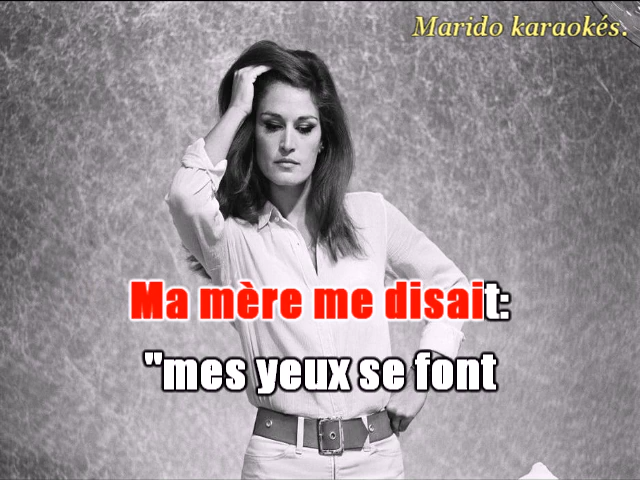 Marido karaokés.
Ma mère me disait:
"mes yeux se font